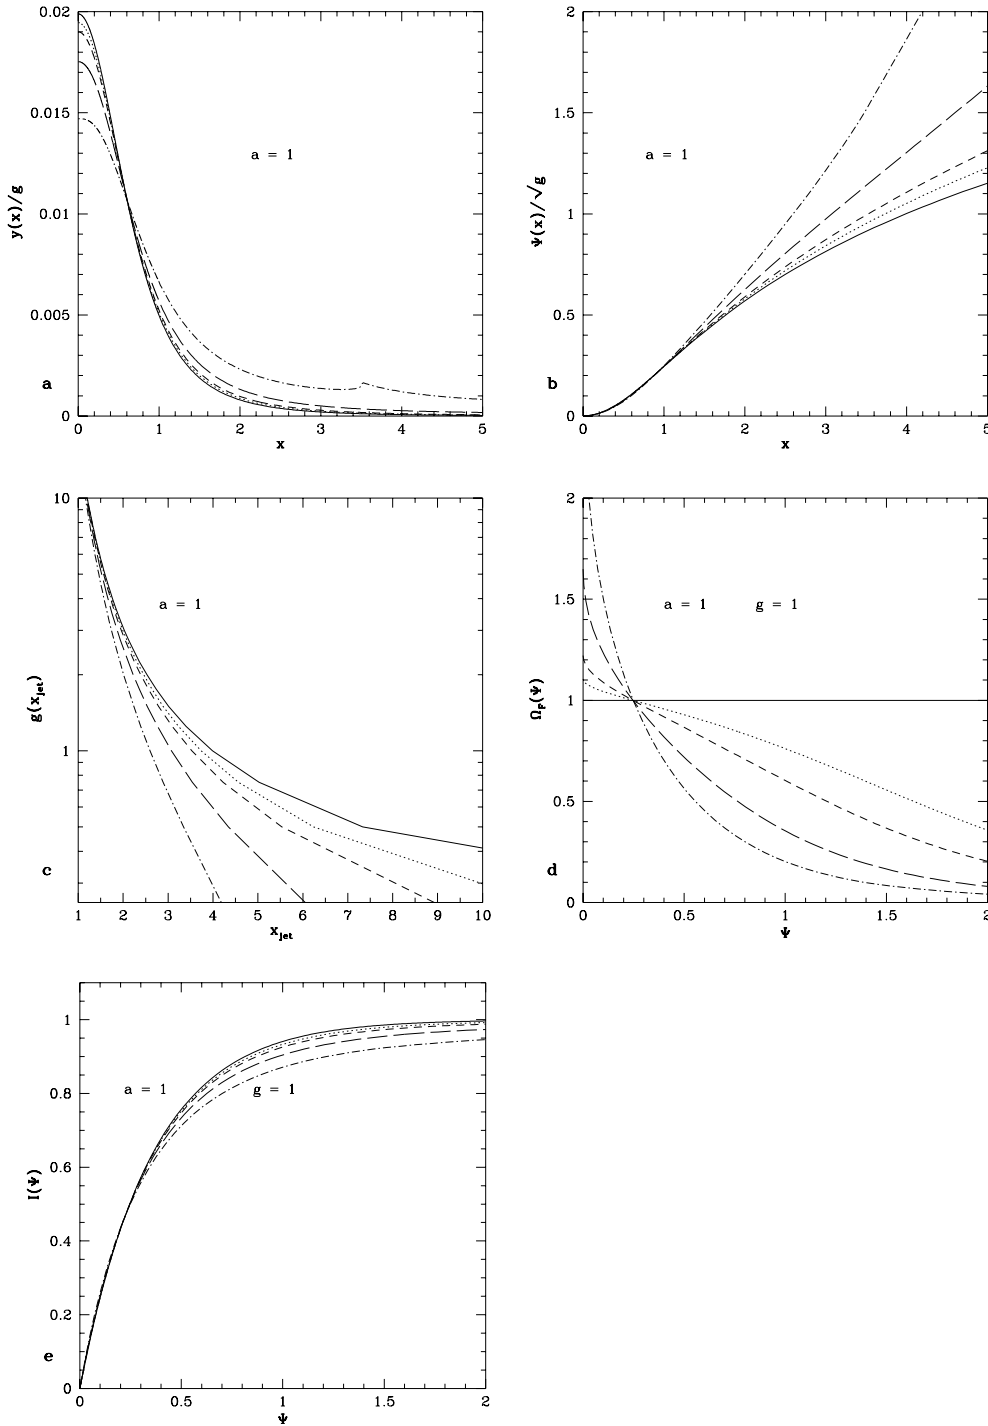 0.02
0.015
0.01
0.005
0
y(x)/g
a = 1
a
0 1 2 3 4 5
x
2
1.5
1
0.5
0
Ψ(x)/√g
a = 1
b
0 1 2 3 4 5
x
10
1
g(x_jet)
a = 1
c
1 2 3 4 5 6 7 8 9 10
x_jet
2
1.5
1
0.5
0
Ω_F(Ψ)
a = 1 g = 1
d
0 0.5 1 1.5 2
Ψ
1
0.8
0.6
0.4
0.2
0
I(Ψ)
a = 1 g = 1
e
0 0.5 1 1.5 2
Ψ